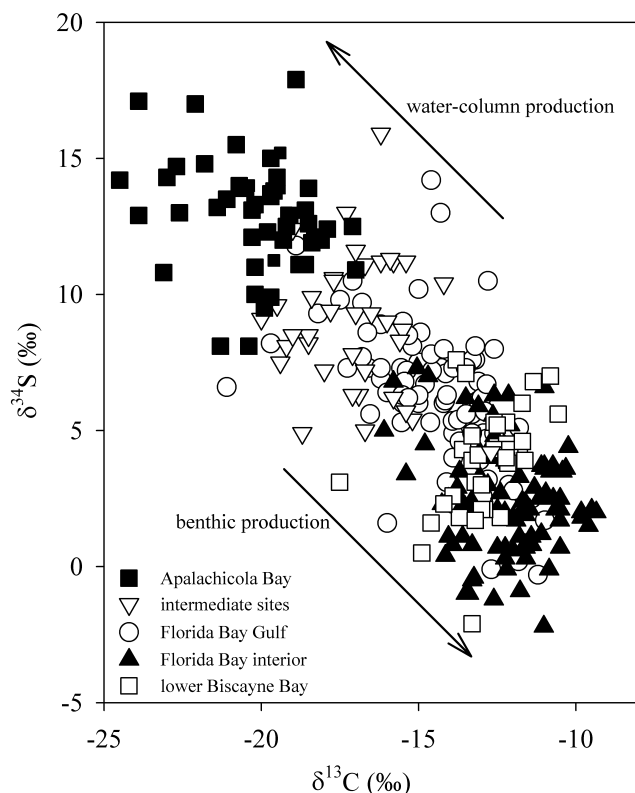 20
15
10
5
0
-5
δ34S (‰)
water-column production
benthic production
Apalachicola Bay
intermediate sites
Florida Bay Gulf
Florida Bay interior
lower Biscayne Bay
-25 -20 -15 -10
δ13C (‰)